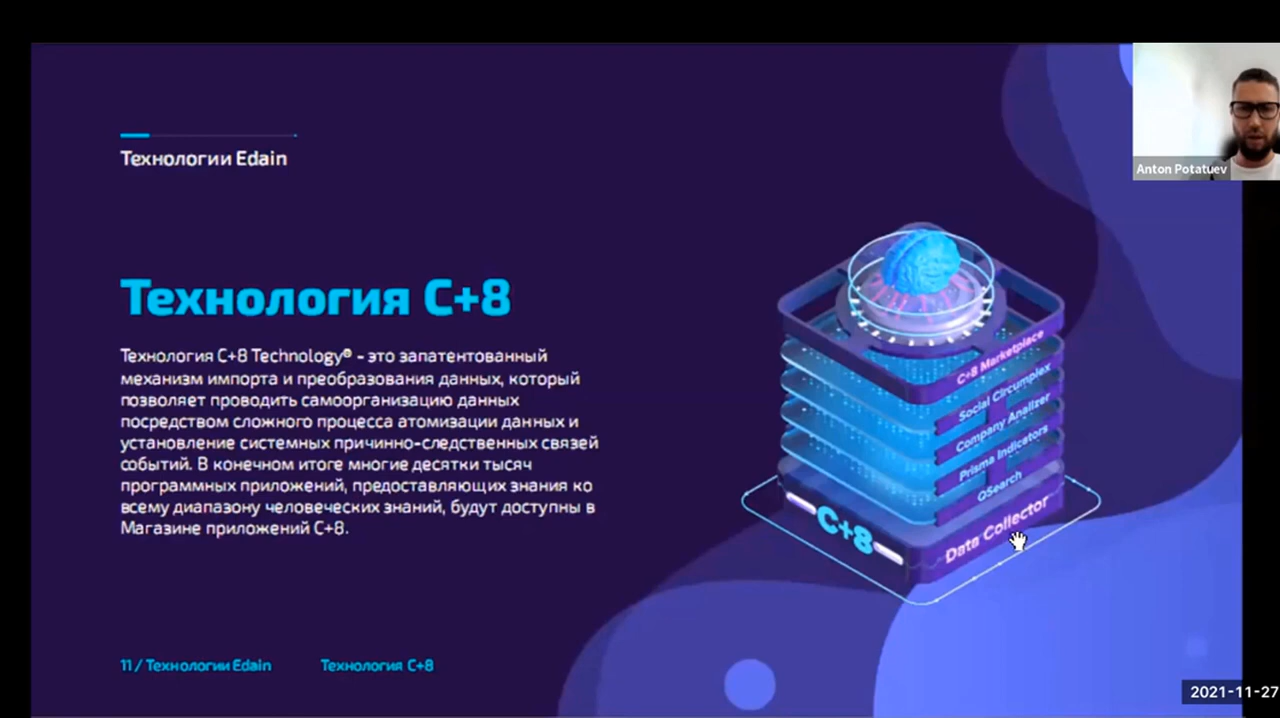 Технологии Edain
Anton Potatuev
Технология C+8
Технология C+8 Technology® - это запатентованный
механизм импорта и преобразования данных, который
позволяет проводить самоорганизацию данных
посредством сложного процесса атомизации данных и
установление системных причинно-следственных связей
событий. В конечном итоге многие десятки тысяч
программных приложений, предоставляющих знания ко
всему диапазону человеческих знаний, будут доступны в
Магазине приложений C+8.
C+8 Marketplace
Social Circumplex
Company Analizer
Prisma Indicators
QSearch
Data Collector
C+8
11 / Технологии Edain
Технология C+8
2021-11-27